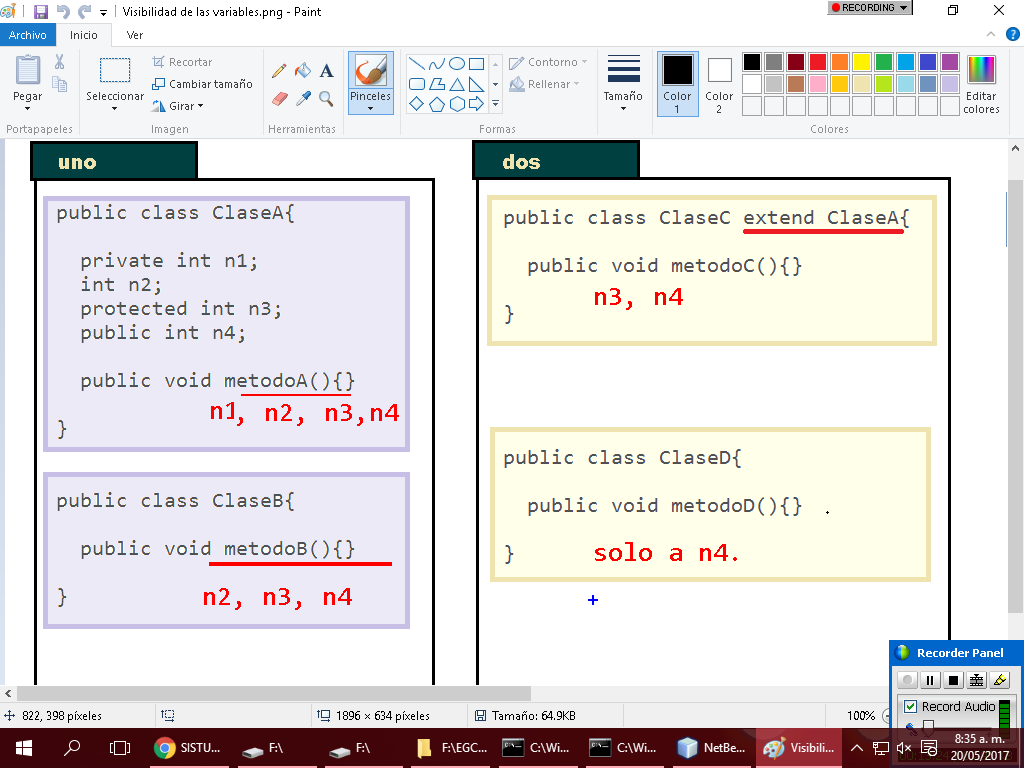 Visibilidad de las variables.png - Paint
RECORDING
Archivo
Inicio
Ver
Pegar
Seleccionar
Recortar
Cambiar tamaño
Girar
A
Pinceles
Contorno
Rellenar
Tamaño
Color 1
Color 2
Editar colores
Portapapeles
Imagen
Herramientas
Formas
Colores
uno
public class ClaseA{
private int n1;
int n2;
protected int n3;
public int n4;
public void metodoA(){}
n1, n2, n3,n4
}
public class ClaseB{
public void metodoB(){}
}
n2, n3, n4
dos
public class ClaseC extend ClaseA{
public void metodoC(){}
n3, n4
}
public class ClaseD{
public void metodoD(){}
}
solo a n4.
Recorder Panel
Record Audio
822, 398 píxeles
1896 × 634 píxeles
Tamaño: 64.9KB
100%
SISTU...
F:\
F:\
F:\EGC...
C:\Wi...
C:\Wi...
NetBe...
Visibili...
8:35 a. m.
20/05/2017